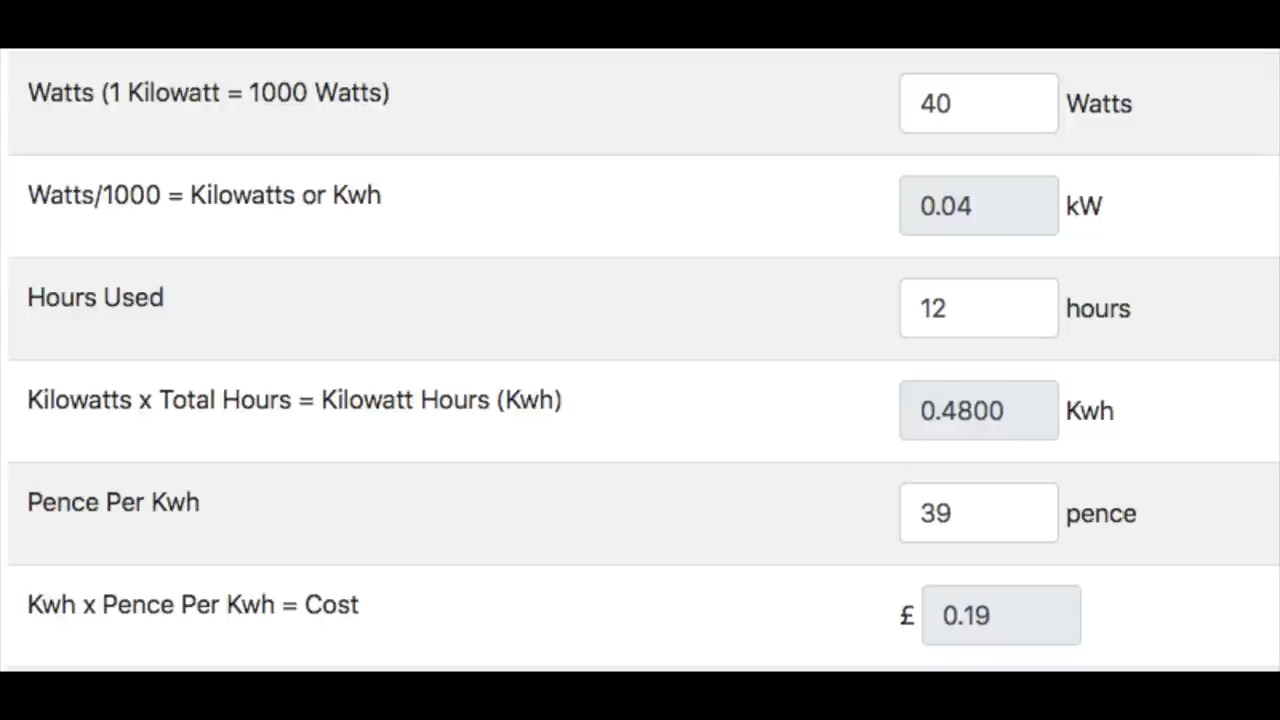 Watts (1 Kilowatt = 1000 Watts) 40 Watts
Watts/1000 = Kilowatts or Kwh 0.04 kW
Hours Used 12 hours
Kilowatts x Total Hours = Kilowatt Hours (Kwh) 0.4800 Kwh
Pence Per Kwh 39 pence
Kwh x Pence Per Kwh = Cost £ 0.19